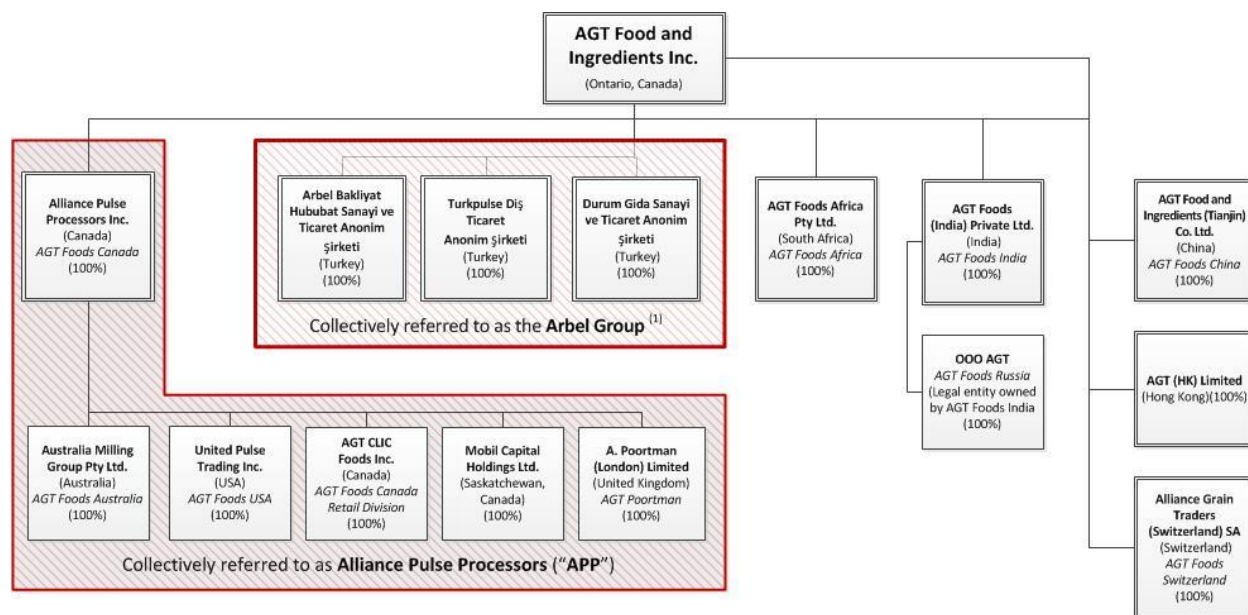 AGT Food and
Ingredients Inc.
(Ontario, Canada)
Alliance Pulse
Processors Inc.
(Canada)
AGT Foods Canada
(100%)
Arbel Bakliyat
Hububat Sanayi ve
Ticaret Anonim
Şirketi
(Turkey)
(100%)
Turkpulse Diş
Ticaret
Anonim Şirketi
(Turkey)
(100%)
Durum Gida Sanayi
ve Ticaret Anonim
Şirketi
(Turkey)
(100%)
Collectively referred to as the Arbel Group (1)
AGT Foods Africa
Pty Ltd.
(South Africa)
AGT Foods Africa
(100%)
AGT Foods
(India) Private Ltd.
(India)
AGT Foods India
(100%)
AGT Food and
Ingredients (Tianjin)
Co. Ltd.
(China)
AGT Foods China
(100%)
OOO AGT
AGT Foods Russia
(Legal entity owned
by AGT Foods India
(100%)
AGT (HK) Limited
(Hong Kong)(100%)
Australia Milling
Group Pty Ltd.
(Australia)
AGT Foods Australia
(100%)
United Pulse
Trading Inc.
(USA)
AGT Foods USA
(100%)
AGT CLIC
Foods Inc.
(Canada)
AGT Foods Canada
Retail Division
(100%)
Mobil Capital
Holdings Ltd.
(Saskatchewan,
Canada)
(100%)
A. Poortman
(London) Limited
(United Kingdom)
AGT Poortman
(100%)
Alliance Grain
Traders
(Switzerland) SA
(Switzerland)
AGT Foods
Switzerland
(100%)
Collectively referred to as Alliance Pulse Processors (“APP”)